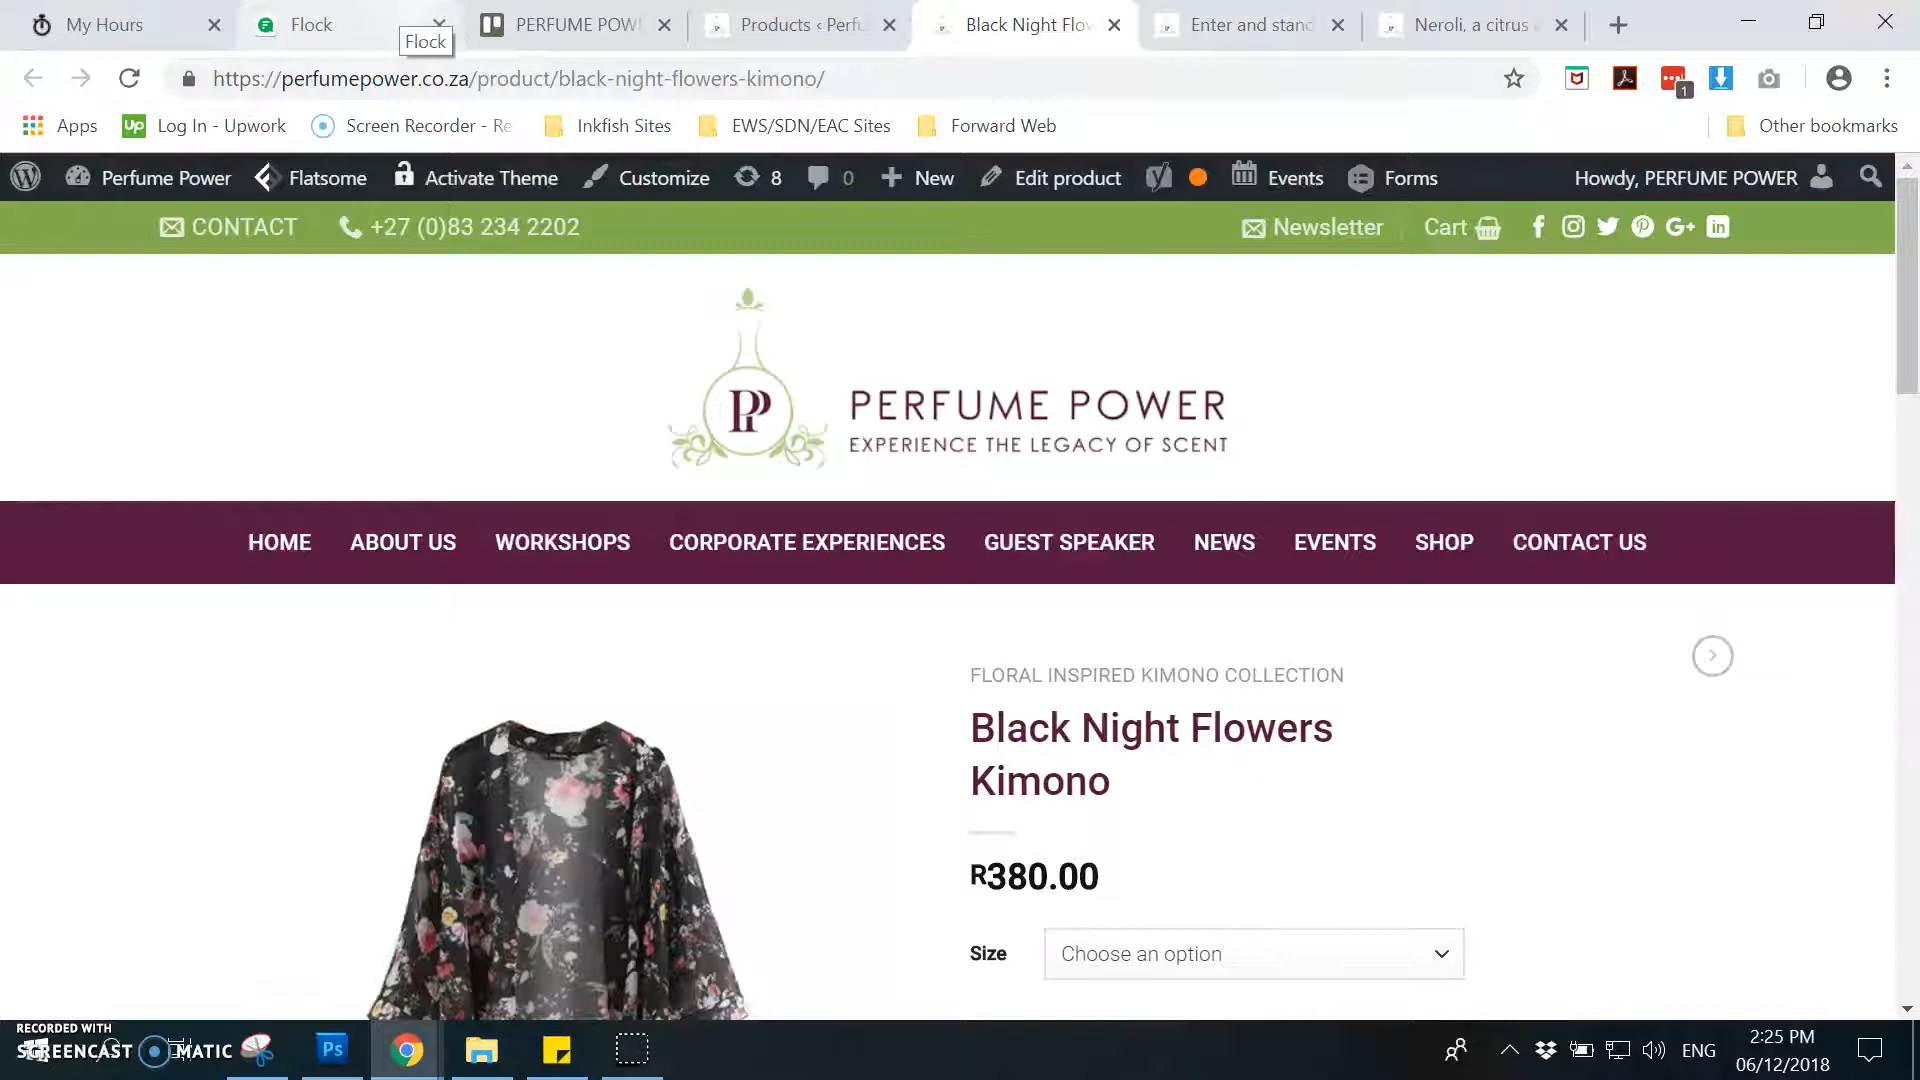 My Hours
Flock
PERFUME POW
Products ‹ Perfu
Black Night Flow
Enter and stand
Neroli, a citrus
Flock
https://perfumepower.co.za/product/black-night-flowers-kimono/
1
Apps
Up Log In - Upwork
Screen Recorder - Re
Inkfish Sites
EWS/SDN/EAC Sites
Forward Web
Other bookmarks
Perfume Power
Flatsome
Activate Theme
Customize
8
0
New
Edit product
Events
Forms
Howdy, PERFUME POWER
CONTACT
+27 (0)83 234 2202
Newsletter
Cart
PP
PERFUME POWER
EXPERIENCE THE LEGACY OF SCENT
HOME ABOUT US WORKSHOPS CORPORATE EXPERIENCES GUEST SPEAKER NEWS EVENTS SHOP CONTACT US
FLORAL INSPIRED KIMONO COLLECTION
Black Night Flowers
Kimono
R380.00
Size
Choose an option
RECORDED WITH
SCREENCAST MATIC
Ps
ENG
2:25 PM
06/12/2018